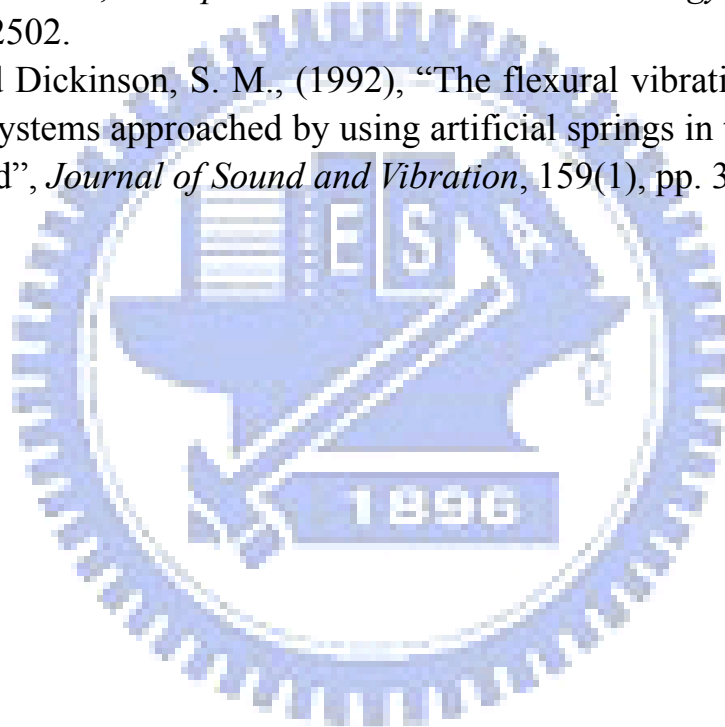 2502.
d Dickinson, S. M., (1992), “The flexural vibrati
ystems approached by using artificial springs in
d”, Journal of Sound and Vibration, 159(1), pp. 3
E S A
1896